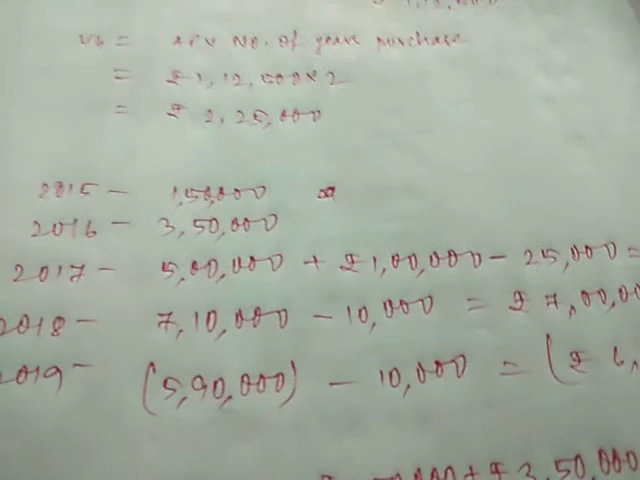 = AP x No. of years purchase
= ₹ 1,12,500 x 2
= ₹ 2,25,000
2015 - 1,50,000
2016 - 3,50,000
2017 - 5,00,000 + ₹1,00,000 - 25,000 =
2018 - 7,10,000 - 10,000 = ₹ 7,00,00
2019 - (5,90,000) - 10,000 = (₹ 6,
000 + ₹ 3,50,000